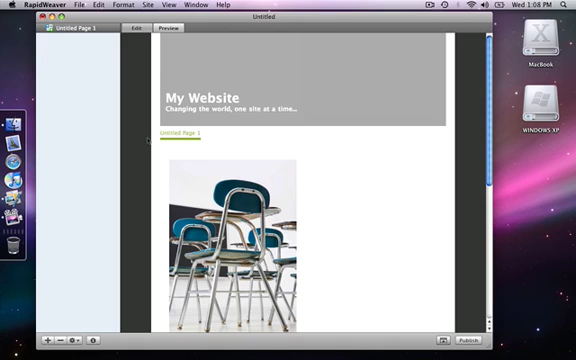 RapidWeaver File Edit Format Site View Window Help Wed 1:08 PM
Untitled
Untitled Page 1 Edit Preview
My Website
Changing the world, one site at a time...
Untitled Page 1
MacBook
WINDOWS XP
Publish